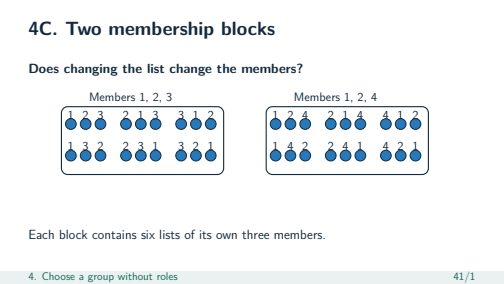 4C. Two membership blocks
Does changing the list change the members?
Members 1, 2, 3
1 2 3 2 1 3 3 1 2
1 3 2 2 3 1 3 2 1
Members 1, 2, 4
1 2 4 2 1 4 4 1 2
1 4 2 2 4 1 4 2 1
Each block contains six lists of its own three members.
4. Choose a group without roles
41/1